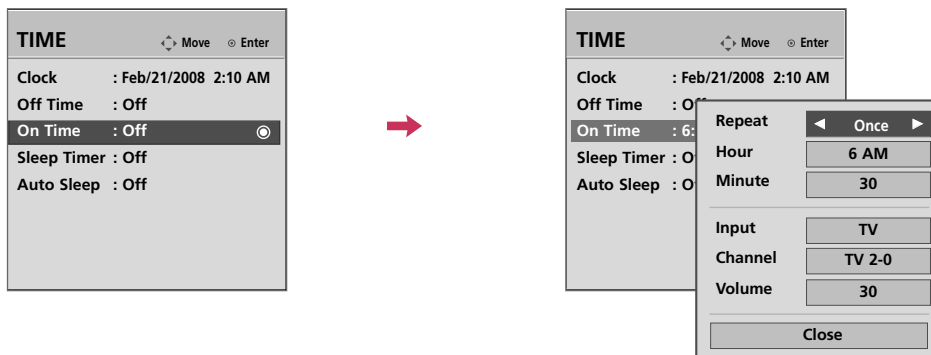 TIME Move Enter
Clock : Feb/21/2008 2:10 AM
Off Time : Off
On Time : Off
Sleep Timer : Off
Auto Sleep : Off
TIME Move Enter
Clock : Feb/21/2008 2:10 AM
Off Time : O
On Time : 6:
Sleep Timer : O
Auto Sleep : O
Repeat Once
Hour 6 AM
Minute 30
Input TV
Channel TV 2-0
Volume 30
Close